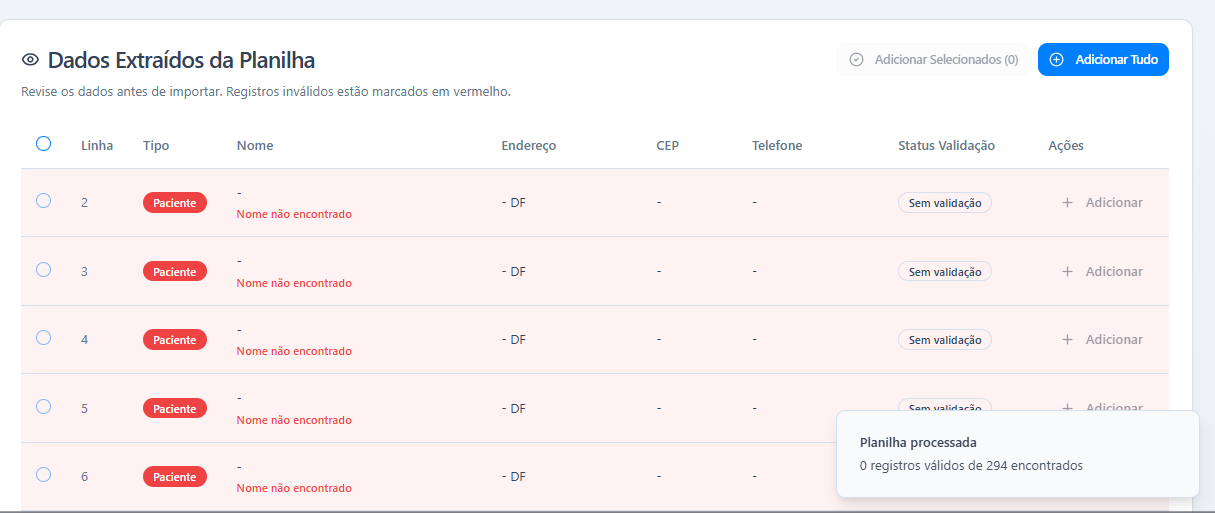 Dados Extraídos da Planilha
Adicionar Selecionados (0)
Adicionar Tudo
Revise os dados antes de importar. Registros inválidos estão marcados em vermelho.
Linha Tipo Nome Endereço CEP Telefone Status Validação Ações
2 Paciente - - DF - - Sem validação + Adicionar
Nome não encontrado
3 Paciente - - DF - - Sem validação + Adicionar
Nome não encontrado
4 Paciente - - DF - - Sem validação + Adicionar
Nome não encontrado
5 Paciente - - DF - - Sem validação + Adicionar
Nome não encontrado
6 Paciente - - DF - -
Nome não encontrado
Planilha processada
0 registros válidos de 294 encontrados